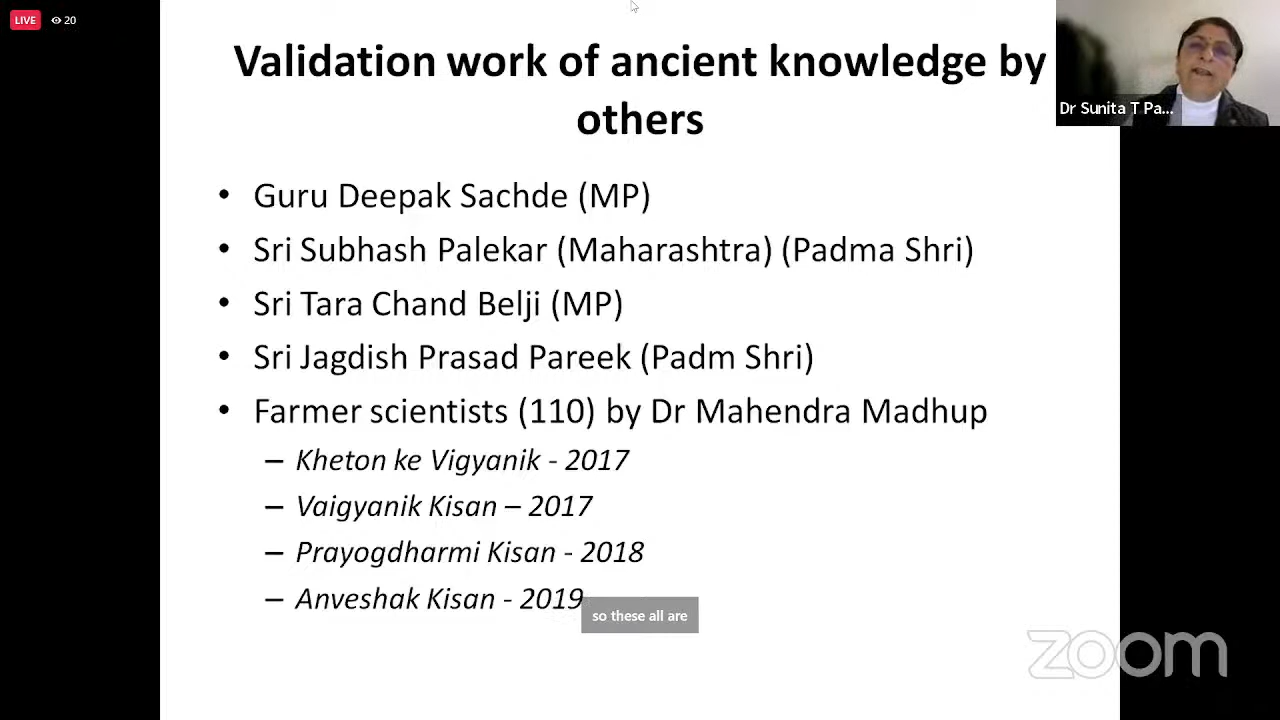 LIVE 20
Validation work of ancient knowledge by
others
Dr Sunita T Pa...
• Guru Deepak Sachde (MP)
• Sri Subhash Palekar (Maharashtra) (Padma Shri)
• Sri Tara Chand Belji (MP)
• Sri Jagdish Prasad Pareek (Padm Shri)
• Farmer scientists (110) by Dr Mahendra Madhup
– Kheton ke Vigyanik - 2017
– Vaigyanik Kisan – 2017
– Prayogdharmi Kisan - 2018
– Anveshak Kisan - 2019
so these all are
zoom